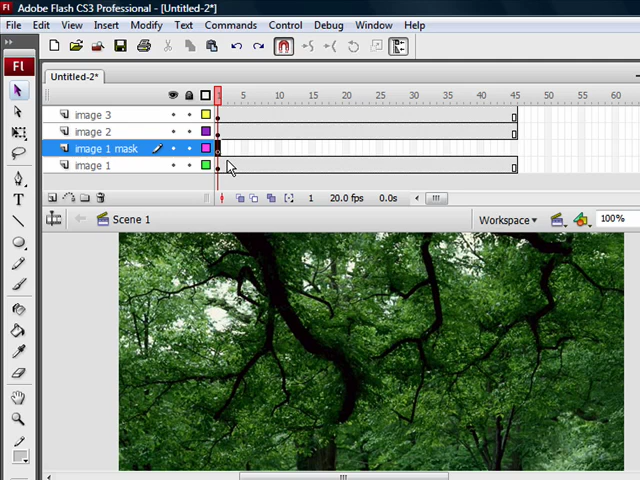 Adobe Flash CS3 Professional - [Untitled-2*]
File Edit View Insert Modify Text Commands Control Debug Window Help
Untitled-2*
Fl
5 10 15 20 25 30 35 40 45 50 55 60
image 3
image 2
image 1 mask
image 1
1 20.0 fps 0.0s
Scene 1 Workspace 100%